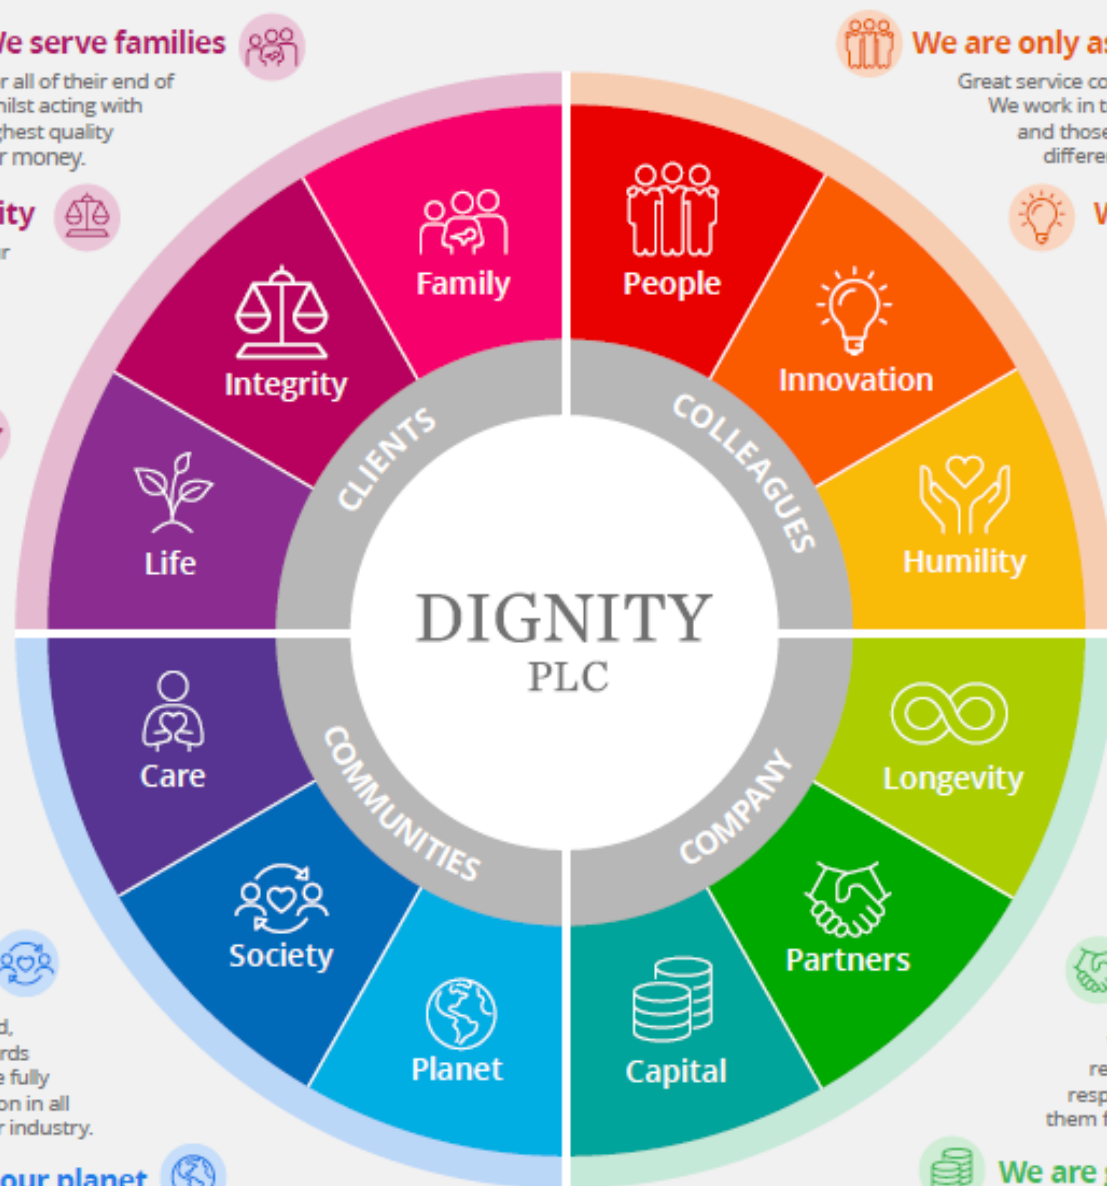 We serve families
r all of their end of
hilst acting with
ghest quality
r money.
ity
r
We are only as
Great service co
We work in t
and those
differe
W
Family
People
Integrity
Innovation
Life
Humility
CLIENTS
COLLEAGUES
DIGNITY
PLC
COMMUNITIES
COMPANY
Care
Longevity
Society
Partners
Planet
Capital
d,
rds
e fully
on in all
r industry.
our planet
re
resp
them f
We are g